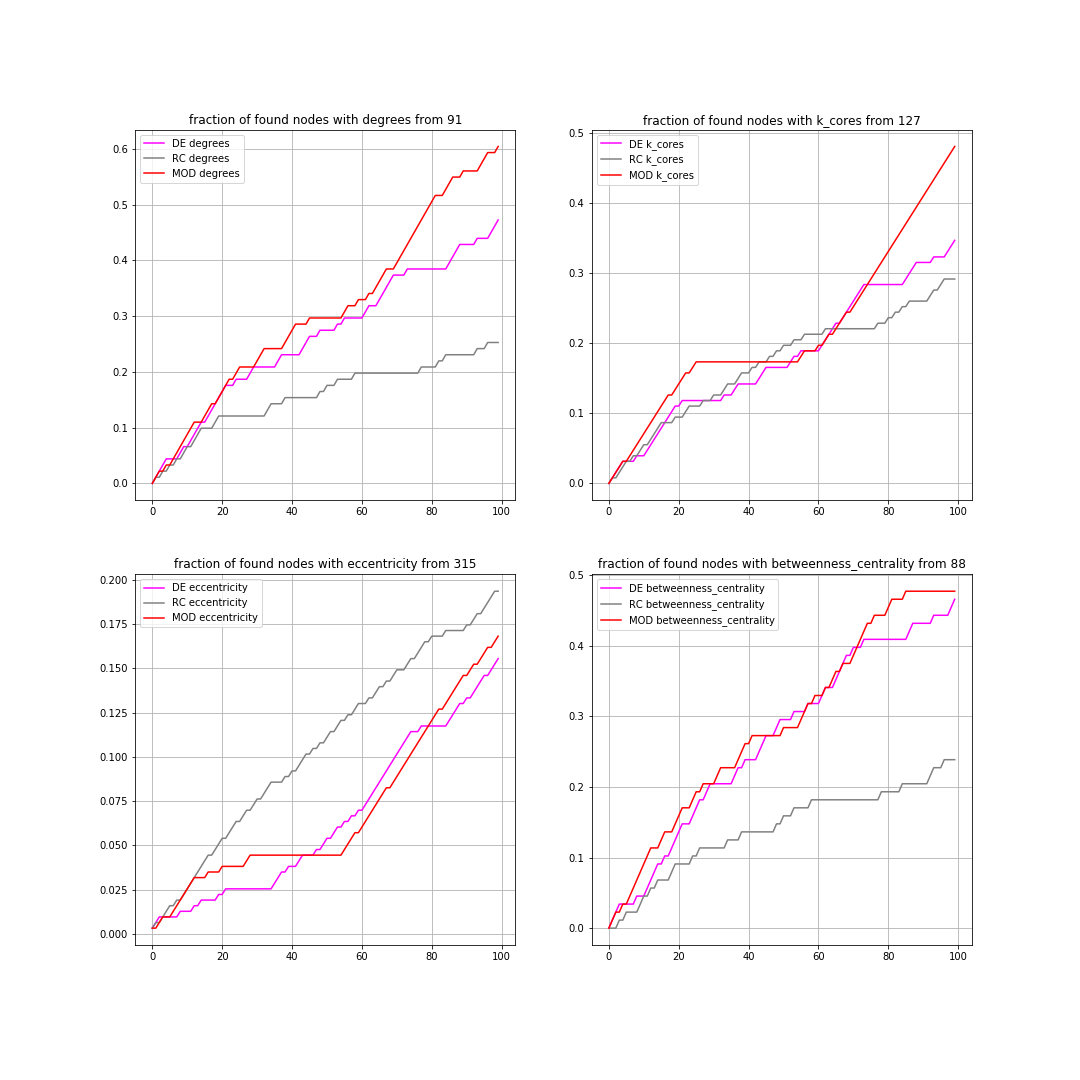 fraction of found nodes with degrees from 91
DE degrees
RC degrees
MOD degrees
0.6
0.5
0.4
0.3
0.2
0.1
0.0
0 20 40 60 80 100
fraction of found nodes with k_cores from 127
DE k_cores
RC k_cores
MOD k_cores
0.5
0.4
0.3
0.2
0.1
0.0
0 20 40 60 80 100
fraction of found nodes with eccentricity from 315
DE eccentricity
RC eccentricity
MOD eccentricity
0.200
0.175
0.150
0.125
0.100
0.075
0.050
0.025
0.000
0 20 40 60 80 100
fraction of found nodes with betweenness_centrality from 88
DE betweenness_centrality
RC betweenness_centrality
MOD betweenness_centrality
0.5
0.4
0.3
0.2
0.1
0.0
0 20 40 60 80 100